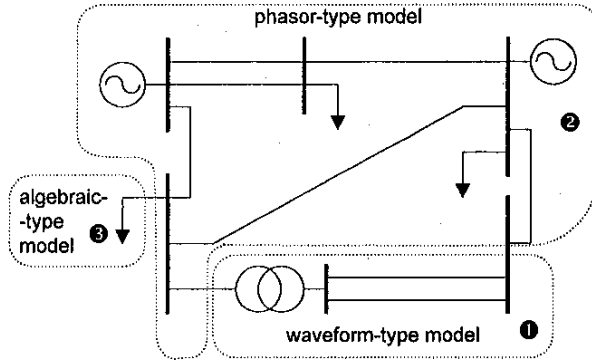 phasor-type model
❷
algebraic-
-type
model
❸
❶
waveform-type model